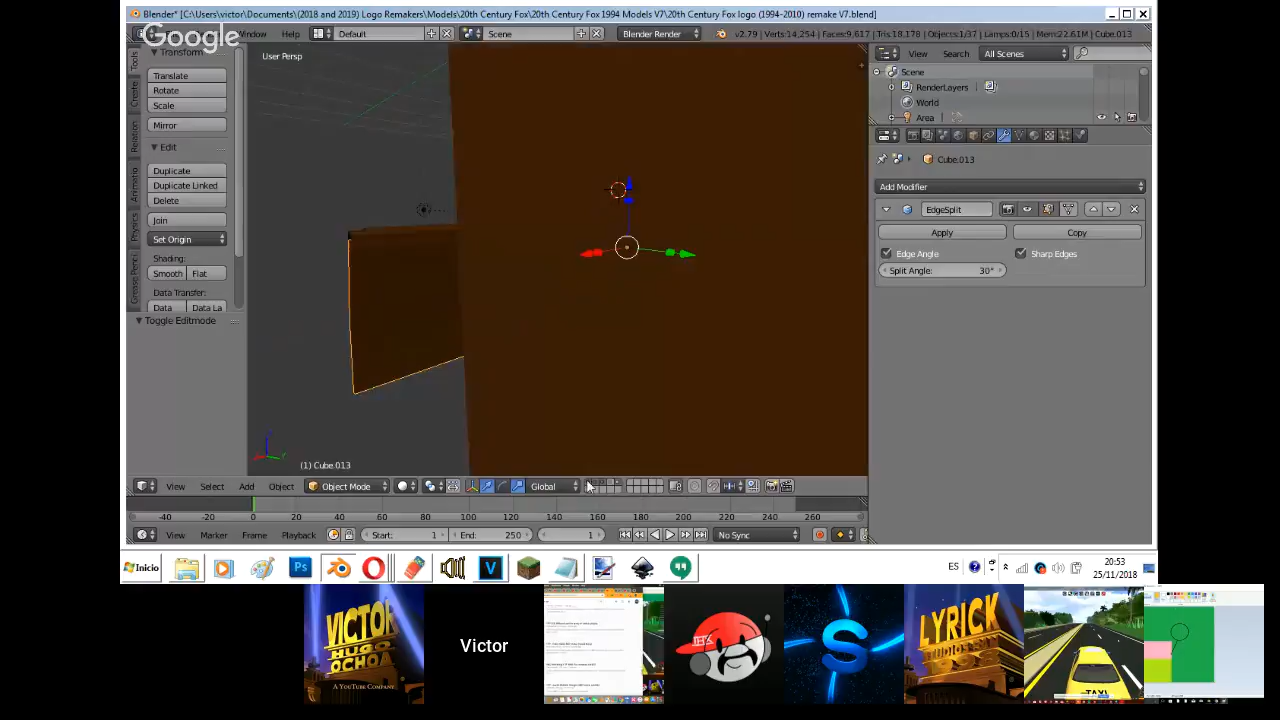 Blender* [C:\Users\victor\Documents\(2018 and 2019) Logo Remakers\Models\20th Century Fox\20th Century Fox 1994 Models V7\20th Century Fox logo (1994-2010) remake V7.blend]
Google
Window Help Default Scene Blender Render v2.79 | Verts:14,254 | Faces:9,617 | Tris:18,178 | Objects:1/37 | Lamps:0/15 | Mem:22.61M | Cube.013
Transform
Translate
Rotate
Scale
Mirror
Edit
Duplicate
Duplicate Linked
Delete
Join
Set Origin
Shading:
Smooth Flat
Data Transfer:
Data Data La
Toggle Editmode
Tools
Create
Relation
Animatio
Physics
Grease Pencil
User Persp
(1) Cube.013
View Search All Scenes
Scene
RenderLayers
World
Area
Cube.013
Add Modifier
EdgeSplit
Apply Copy
Edge Angle Sharp Edges
Split Angle: 30°
View Select Add Object Object Mode Global
-40 -20 0 20 40 60 80 100 120 140 160 180 200 220 240 260
View Marker Frame Playback Start: 1 End: 250 1 No Sync
Inicio ES 20:53
25/11/2018
VICTOR
HUGO
OCHO
A YOUTUBE COMPANY
Victor
TAXI